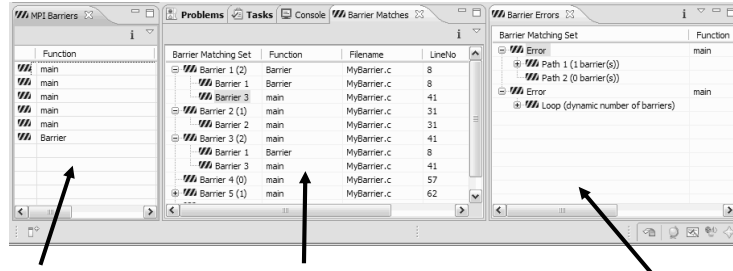 MPI Barriers
i
Function
main
main
main
main
main
Barrier
Problems Tasks Console Barrier Matches
i
Barrier Matching Set Function Filename LineNo
Barrier 1 (2) Barrier MyBarrier.c 8
Barrier 1 Barrier MyBarrier.c 8
Barrier 3 main MyBarrier.c 41
Barrier 2 (1) main MyBarrier.c 31
Barrier 2 main MyBarrier.c 31
Barrier 3 (2) main MyBarrier.c 41
Barrier 1 Barrier MyBarrier.c 8
Barrier 3 main MyBarrier.c 41
Barrier 4 (0) main MyBarrier.c 57
Barrier 5 (1) main MyBarrier.c 62
Barrier Errors
i
Barrier Matching Set Function
Error main
Path 1 (1 barrier(s))
Path 2 (0 barrier(s))
Error main
Loop (dynamic number of barriers)